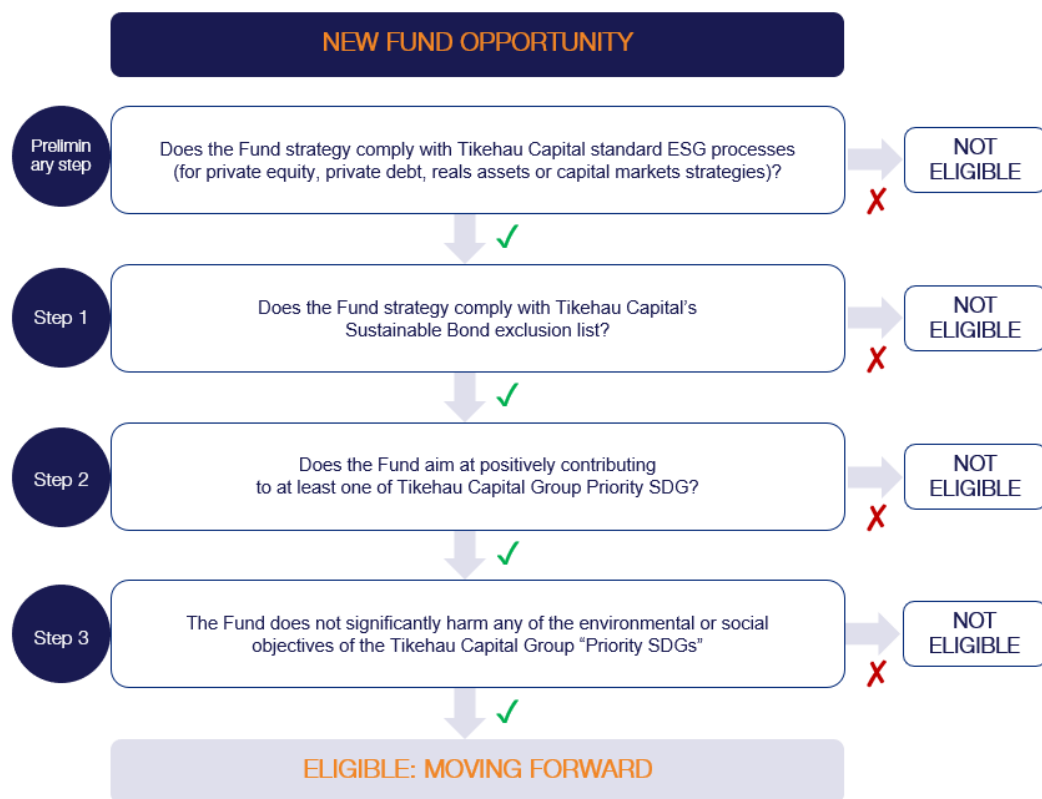 NEW FUND OPPORTUNITY
Prelimin
ary step
Does the Fund strategy comply with Tikehau Capital standard ESG processes
(for private equity, private debt, reals assets or capital markets strategies)?
NOT
ELIGIBLE
Step 1
Does the Fund strategy comply with Tikehau Capital's
Sustainable Bond exclusion list?
NOT
ELIGIBLE
Step 2
Does the Fund aim at positively contributing
to at least one of Tikehau Capital Group Priority SDG?
NOT
ELIGIBLE
Step 3
The Fund does not significantly harm any of the environmental or social
objectives of the Tikehau Capital Group “Priority SDGs”
NOT
ELIGIBLE
ELIGIBLE: MOVING FORWARD